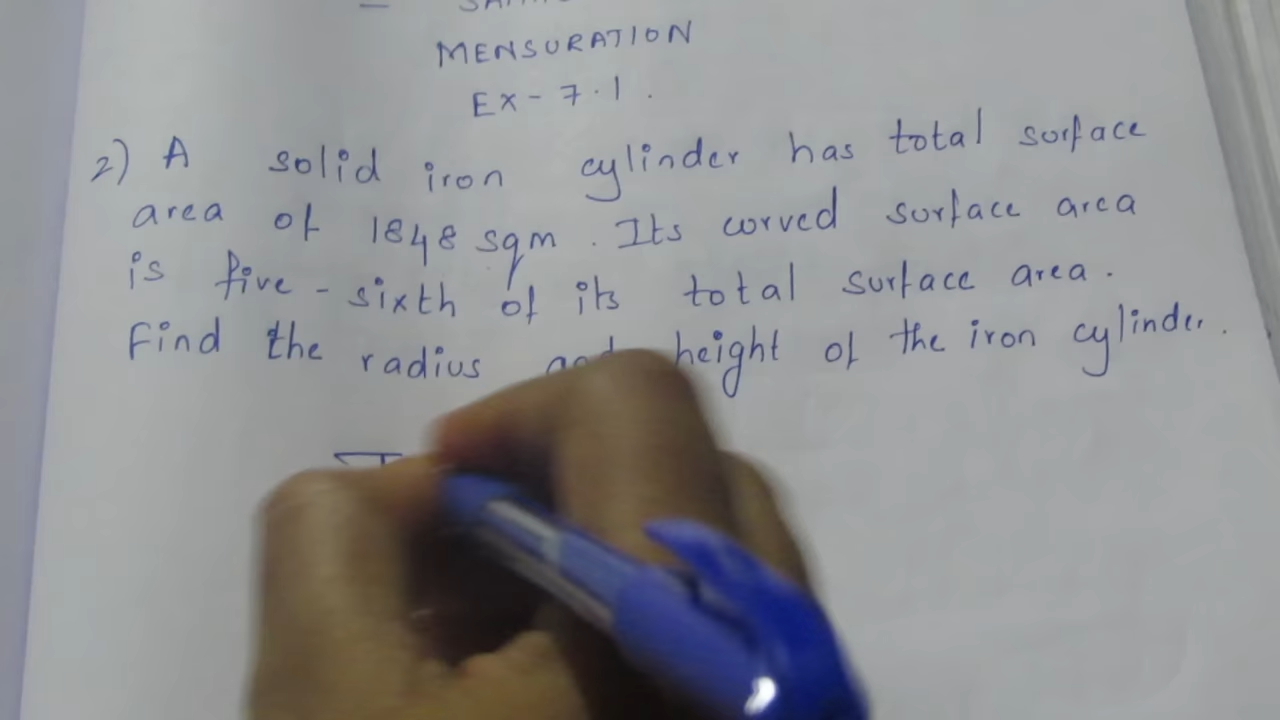 MENSURATION
EX - 7.1.
2) A solid iron cylinder has total surface
area of 1848 sqm. Its curved surface area
is five-sixth of its total surface area.
Find the radius and height of the iron cylinder.